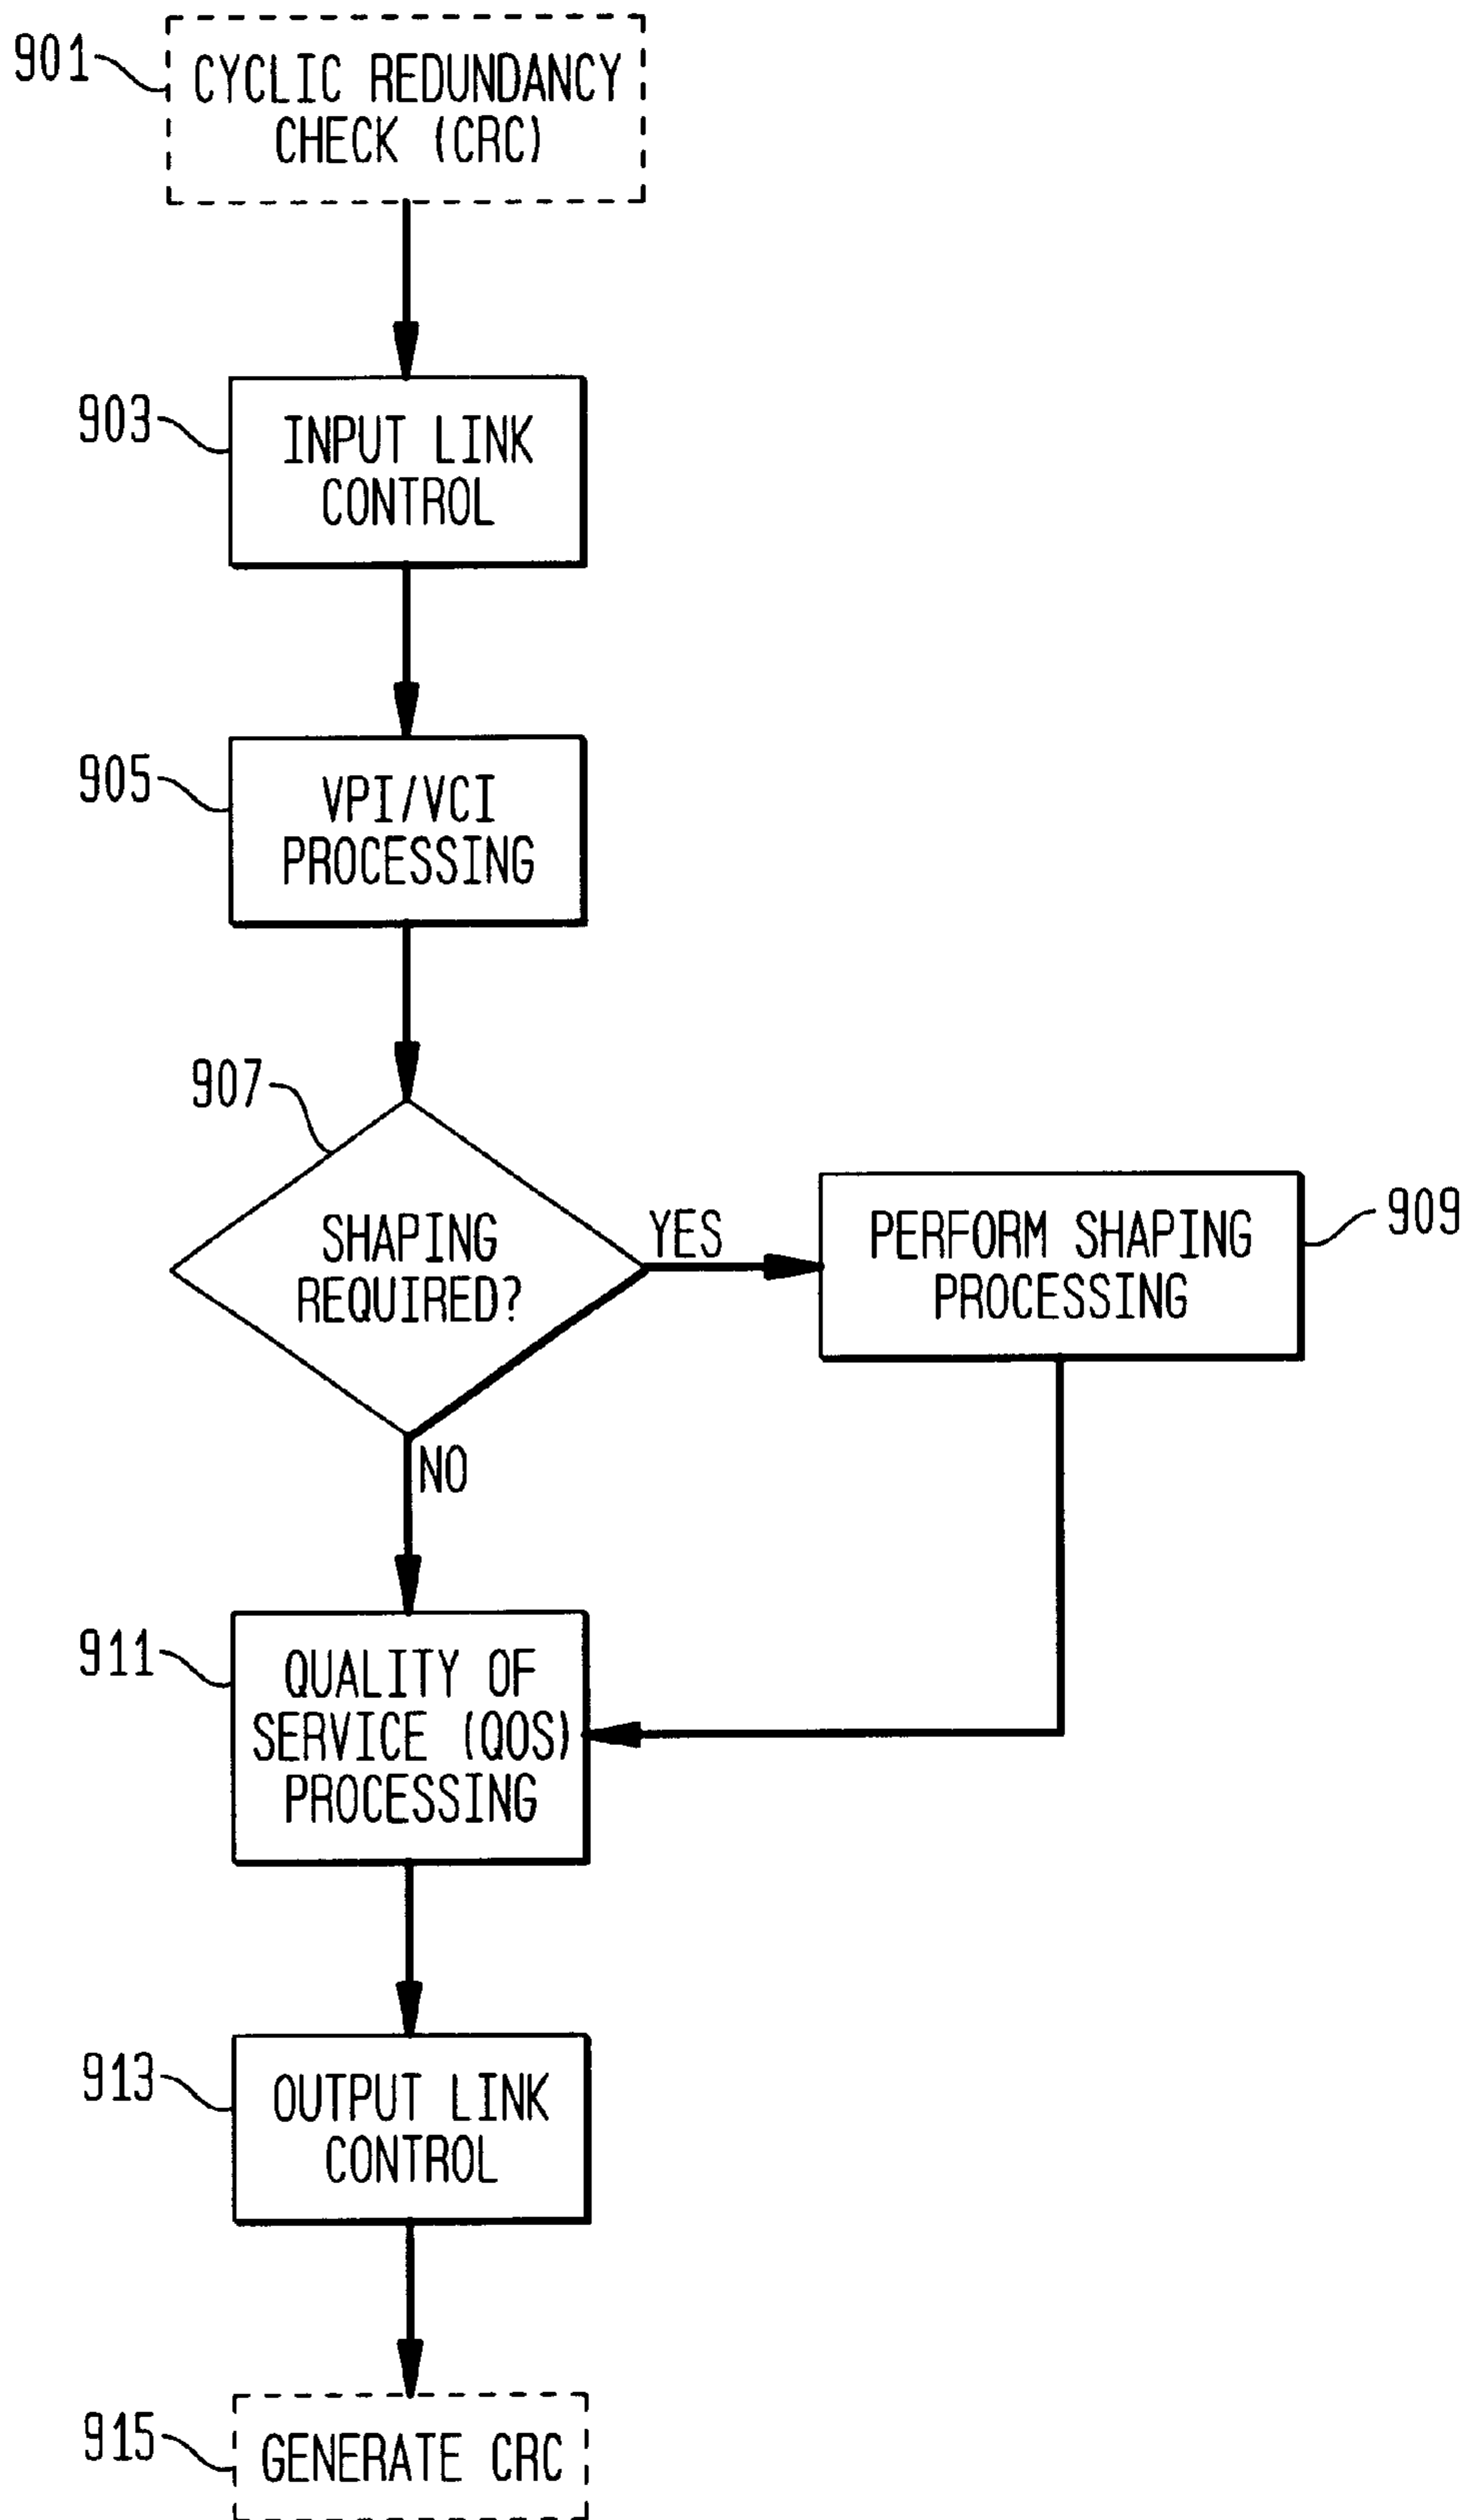 901
CYCLIC REDUNDANCY
CHECK (CRC)
903
INPUT LINK
CONTROL
905
VPI/VCI
PROCESSING
907
SHAPING
REQUIRED?
YES
PERFORM SHAPING
PROCESSING
909
NO
911
QUALITY OF
SERVICE (QOS)
PROCESSING
913
OUTPUT LINK
CONTROL
915
GENERATE CRC